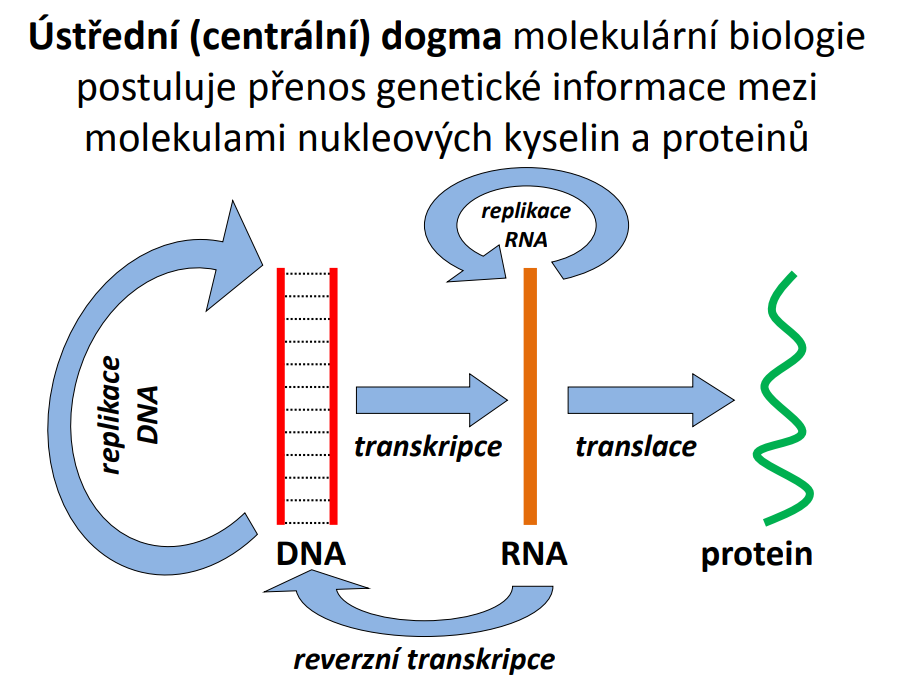 Ústřední (centrální) dogma molekulární biologie
postuluje přenos genetické informace mezi
molekulami nukleových kyselin a proteinů
replikace
RNA
replikace
DNA
transkripce
translace
DNA
RNA
protein
reverzní transkripce